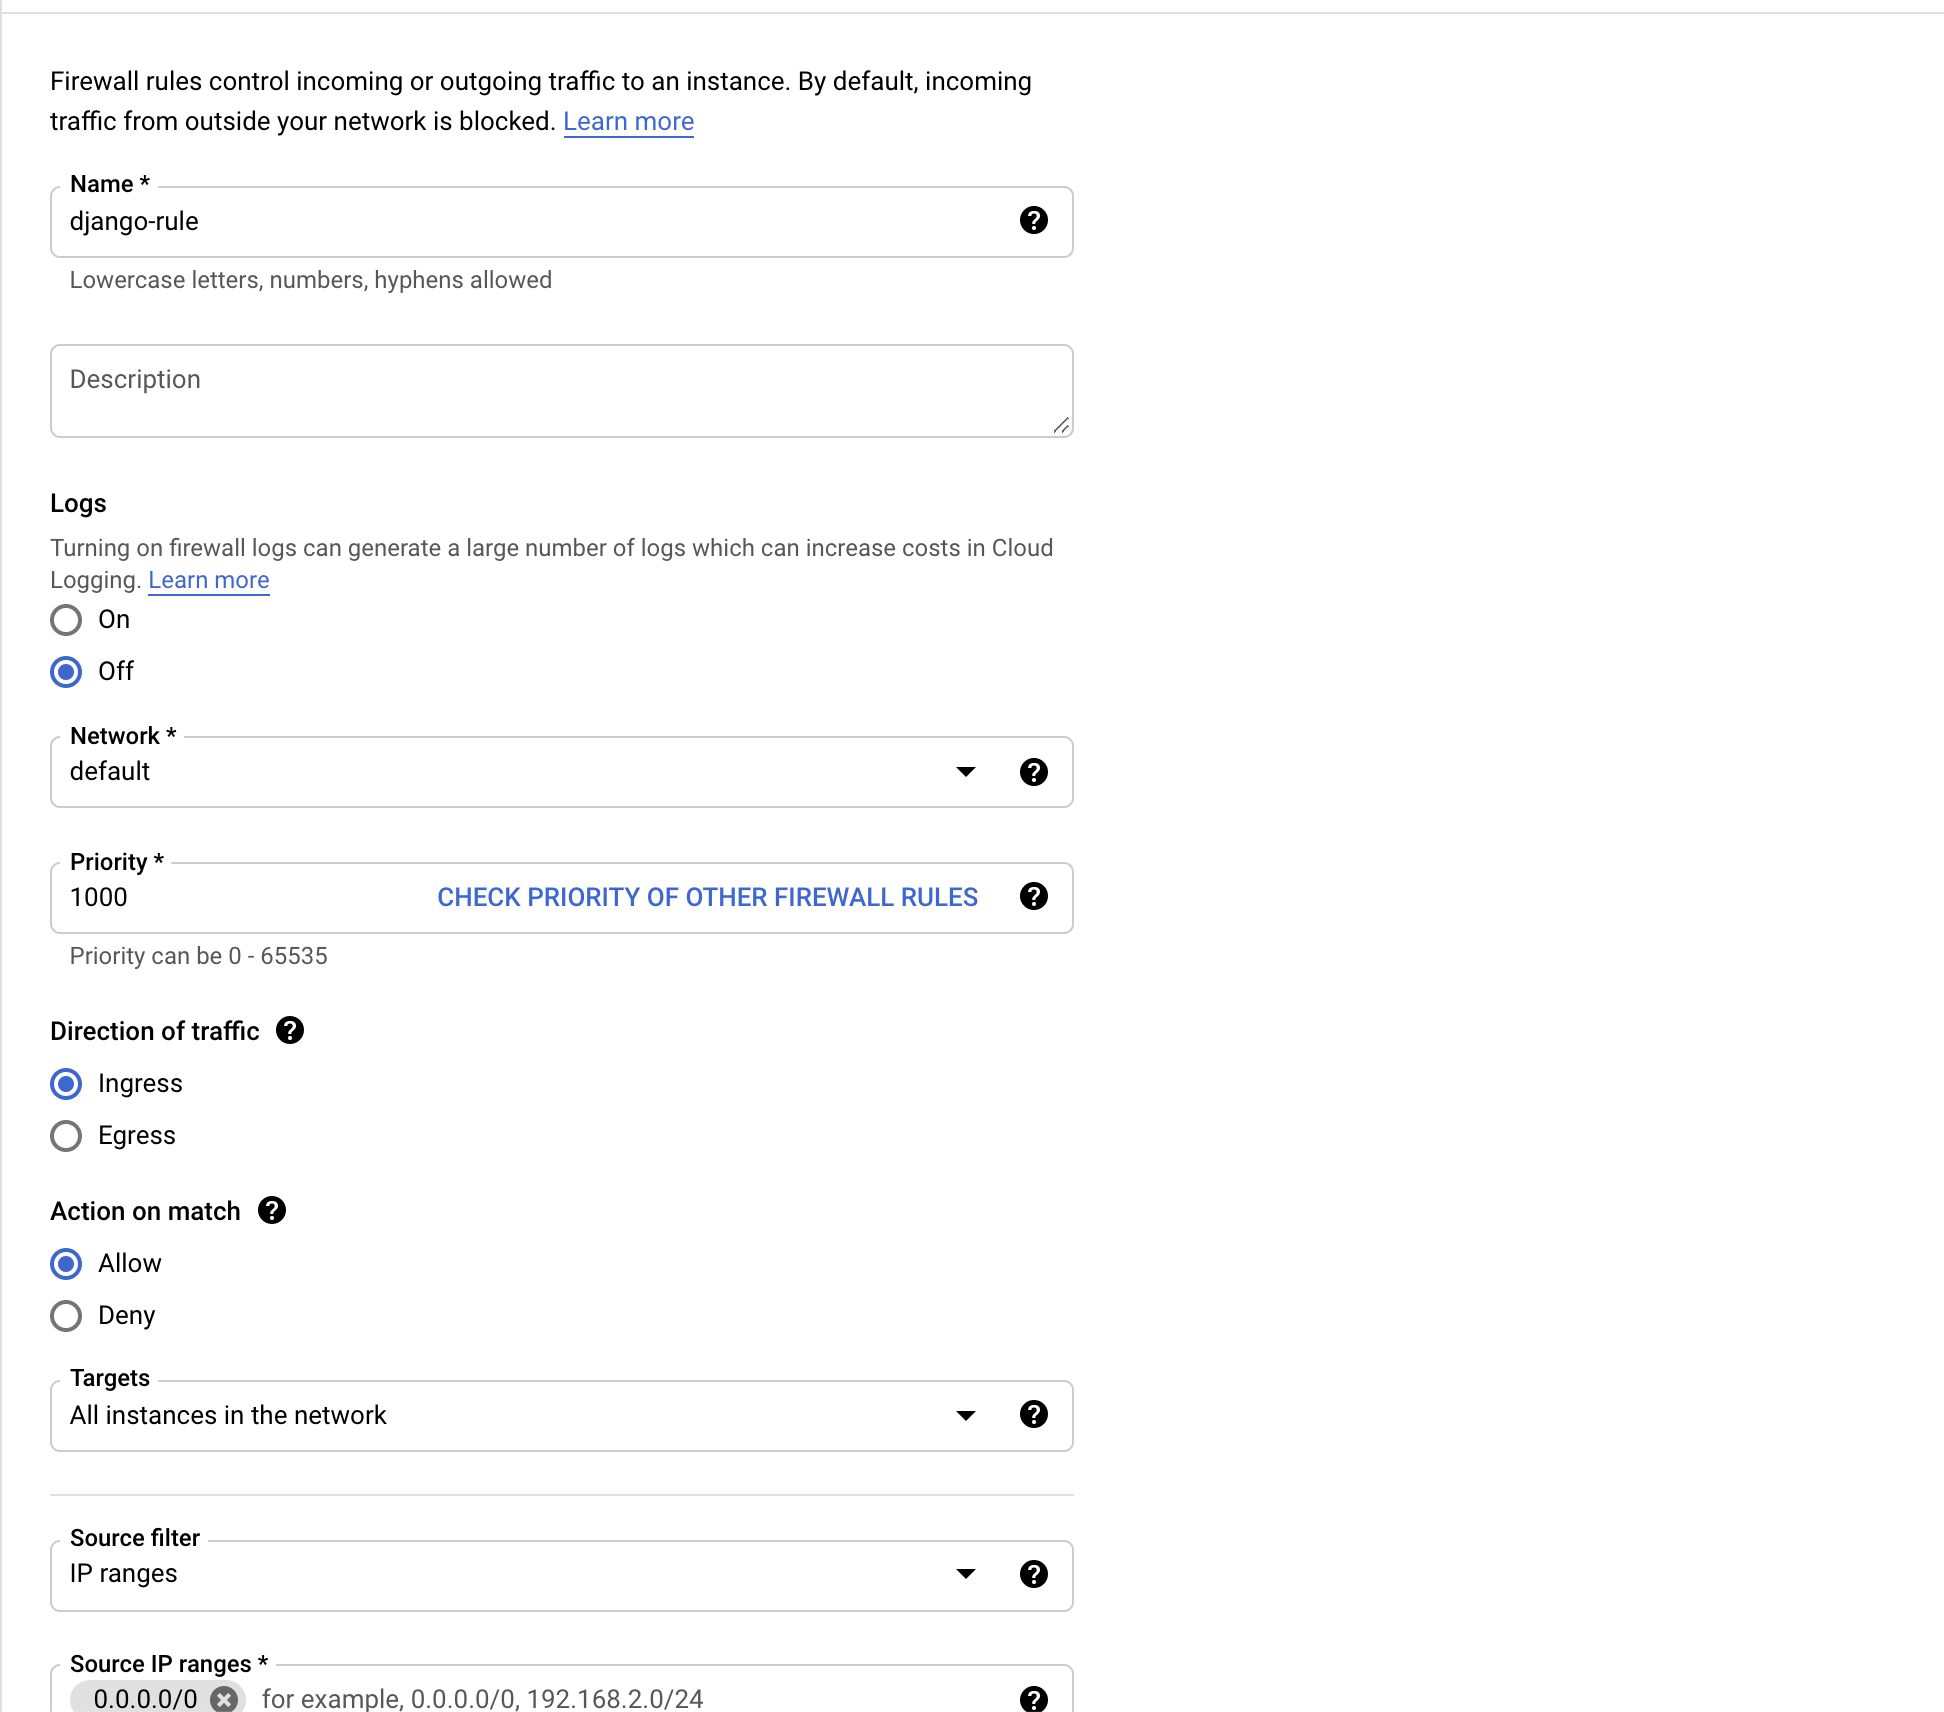 Firewall rules control incoming or outgoing traffic to an instance. By default, incoming
traffic from outside your network is blocked. Learn more
Name *
django-rule
Lowercase letters, numbers, hyphens allowed
Description
Logs
Turning on firewall logs can generate a large number of logs which can increase costs in Cloud
Logging. Learn more
On
Off
Network *
default
Priority *
1000 CHECK PRIORITY OF OTHER FIREWALL RULES
Priority can be 0 - 65535
Direction of traffic
Ingress
Egress
Action on match
Allow
Deny
Targets
All instances in the network
Source filter
IP ranges
Source IP ranges *
0.0.0.0/0 for example, 0.0.0.0/0, 192.168.2.0/24